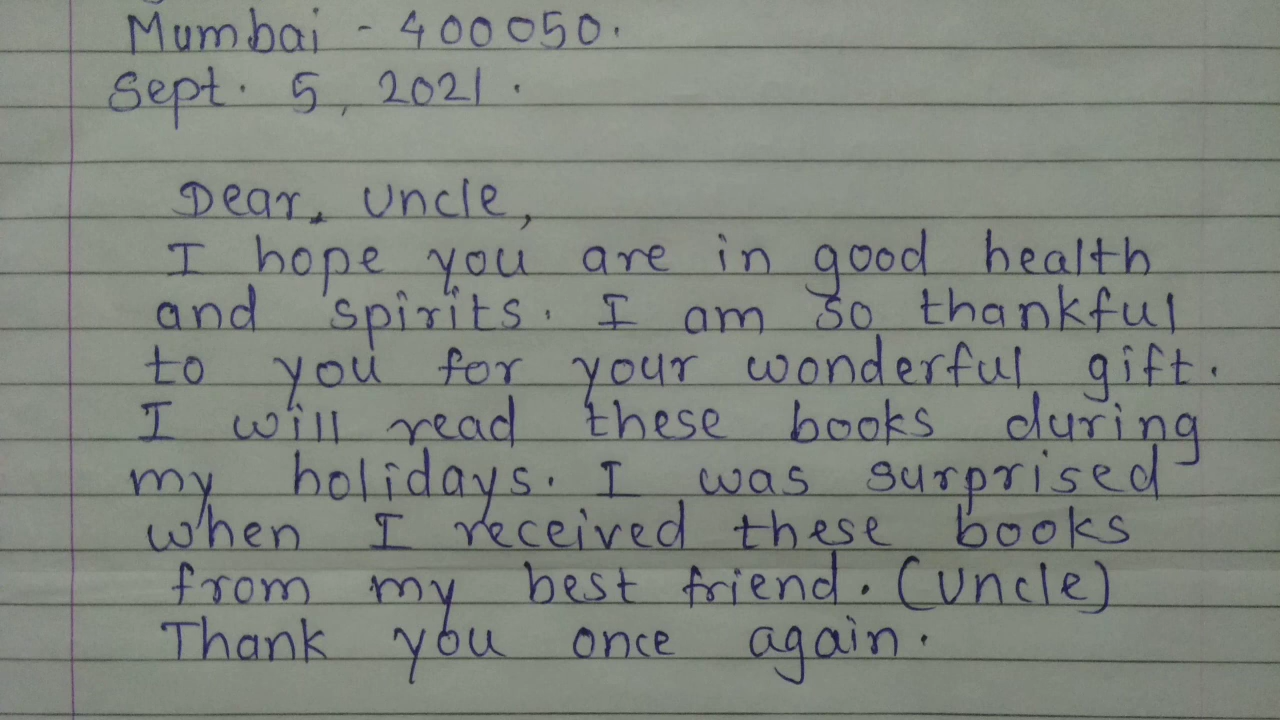 Mumbai - 400050.
Sept. 5, 2021.
Dear, Uncle,
I hope you are in good health
and spirits. I am so thankful
to you for your wonderful gift.
I will read these books during
my holidays. I was surprised
when I received these books
from my best friend. (Uncle)
Thank you once again.